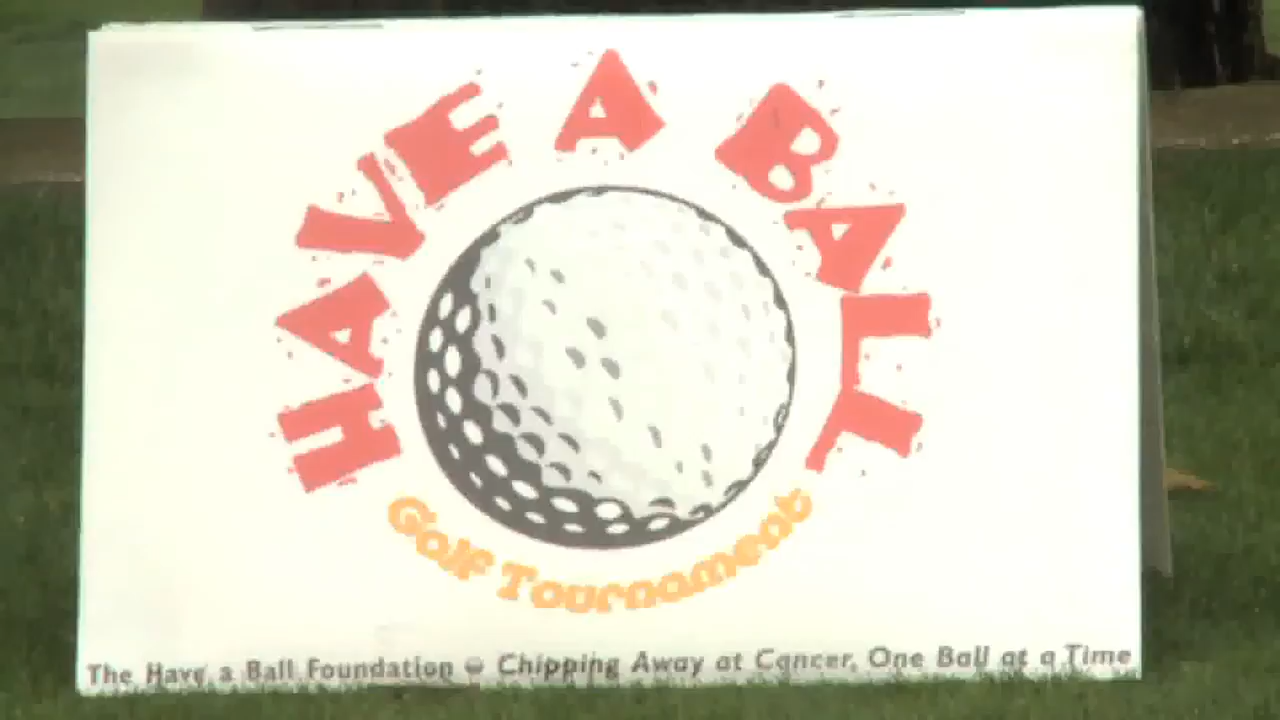 HAVE A BALL
Golf Tournament
The Have a Ball Foundation Chipping Away at Cancer, One Ball at a Time